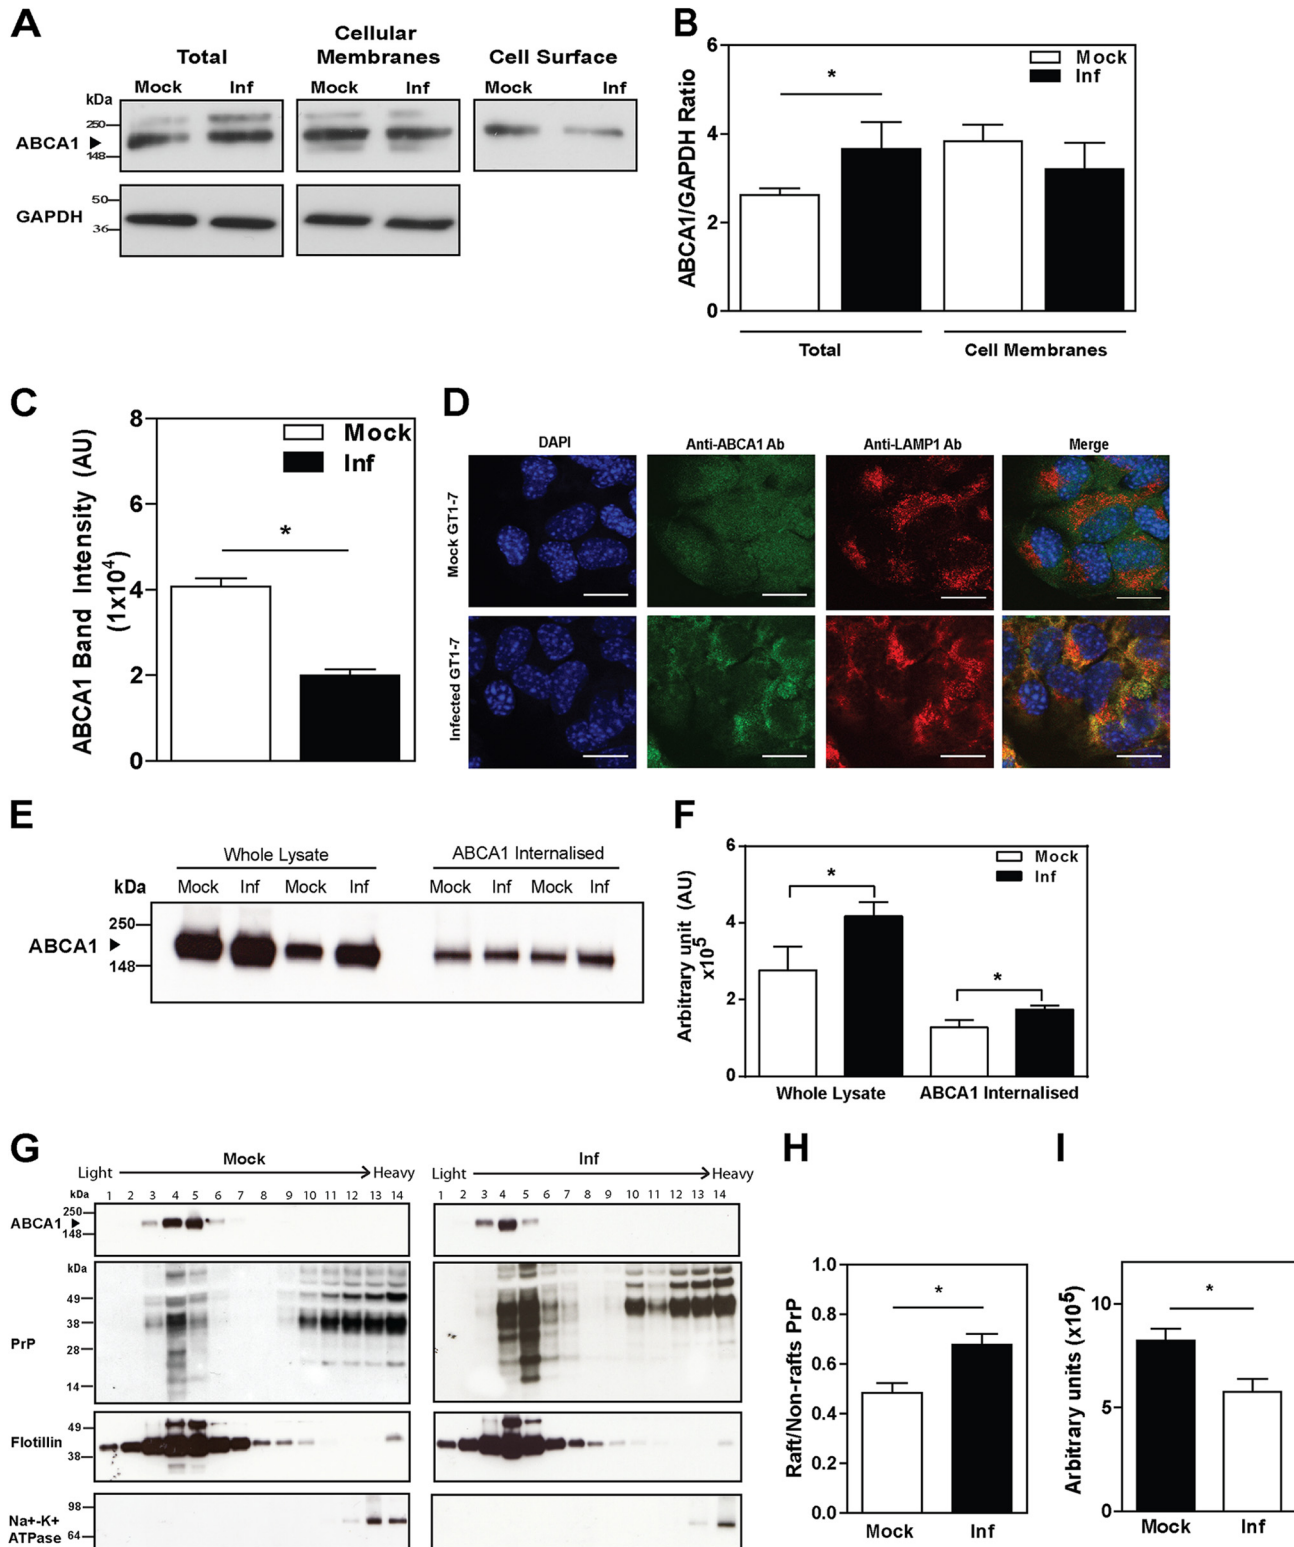 A
Total
Cellular
Membranes
Cell Surface
Mock Inf Mock Inf Mock Inf
kDa
250
ABCA1
148
50
GAPDH
36
B
6
4
2
0
ABCA1/GAPDH Ratio
Mock
Inf
*
Total Cell Membranes
C
8
6
4
2
0
ABCA1 Band Intensity (AU)
(1x10⁴)
Mock
Inf
*
D
DAPI Anti-ABCA1 Ab Anti-LAMP1 Ab Merge
Mock GT1-7
Infected GT1-7
E
Whole Lysate ABCA1 Internalised
kDa Mock Inf Mock Inf Mock Inf Mock Inf
250
ABCA1
148
F
6
4
2
0
Arbitrary unit (AU)
x10⁵
Mock
Inf
*
*
Whole Lysate ABCA1 Internalised
G
Mock
Light Heavy
kDa 1 2 3 4 5 6 7 8 9 10 11 12 13 14
Inf
Light Heavy
1 2 3 4 5 6 7 8 9 10 11 12 13 14
250
ABCA1
148
kDa
49
38
PrP
28
14
49
Flotillin
38
98
Na+-K+
ATPase
64
H
1.0
0.8
0.6
0.4
0.2
0.0
Raft/Non-rafts PrP
*
Mock Inf
I
10
5
0
Arbitrary units (x10⁵)
*
Mock Inf